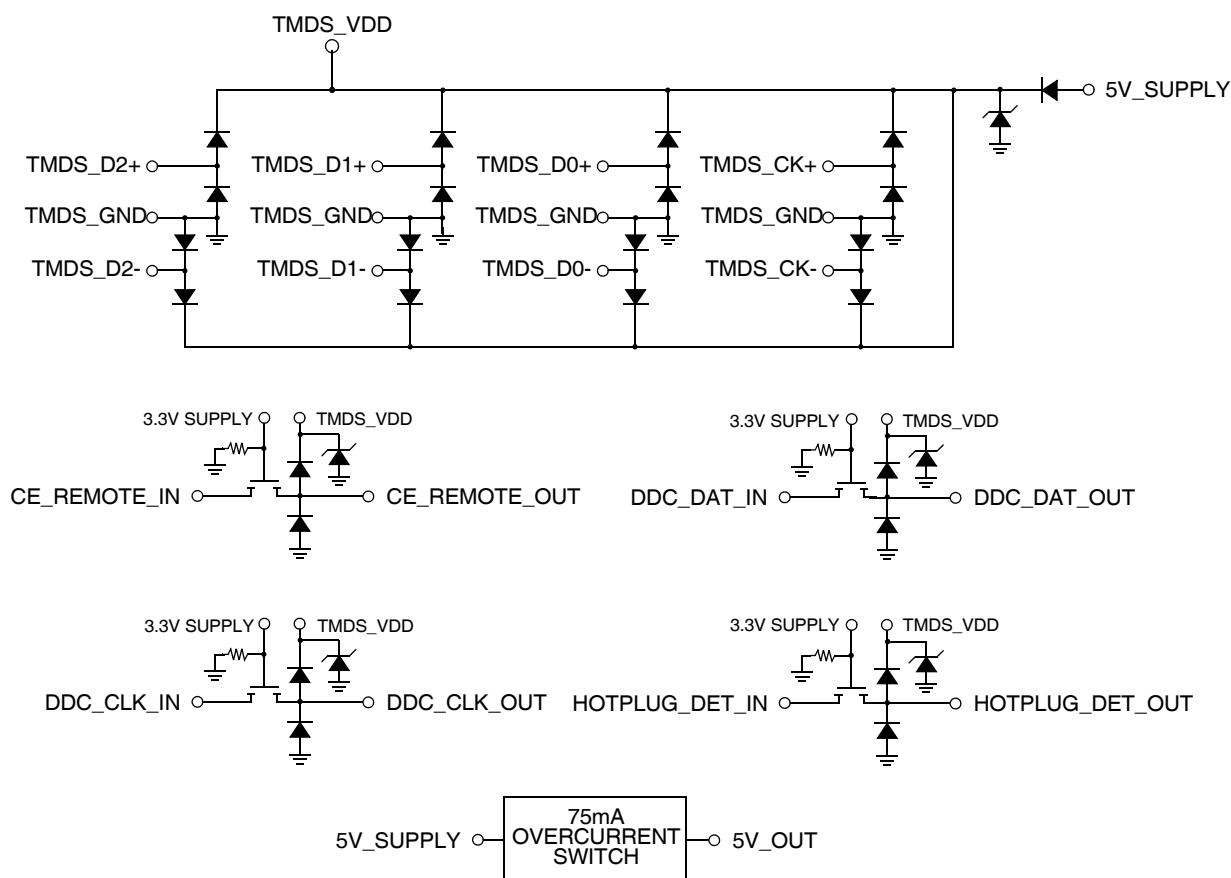 TMDS_VDD
5V_SUPPLY
TMDS_D2+ TMDS_D1+ TMDS_D0+ TMDS_CK+
TMDS_GND TMDS_GND TMDS_GND TMDS_GND
TMDS_D2- TMDS_D1- TMDS_D0- TMDS_CK-
3.3V SUPPLY TMDS_VDD 3.3V SUPPLY TMDS_VDD
CE_REMOTE_IN CE_REMOTE_OUT DDC_DAT_IN DDC_DAT_OUT
3.3V SUPPLY TMDS_VDD 3.3V SUPPLY TMDS_VDD
DDC_CLK_IN DDC_CLK_OUT HOTPLUG_DET_IN HOTPLUG_DET_OUT
5V_SUPPLY 75mA OVERCURRENT SWITCH 5V_OUT